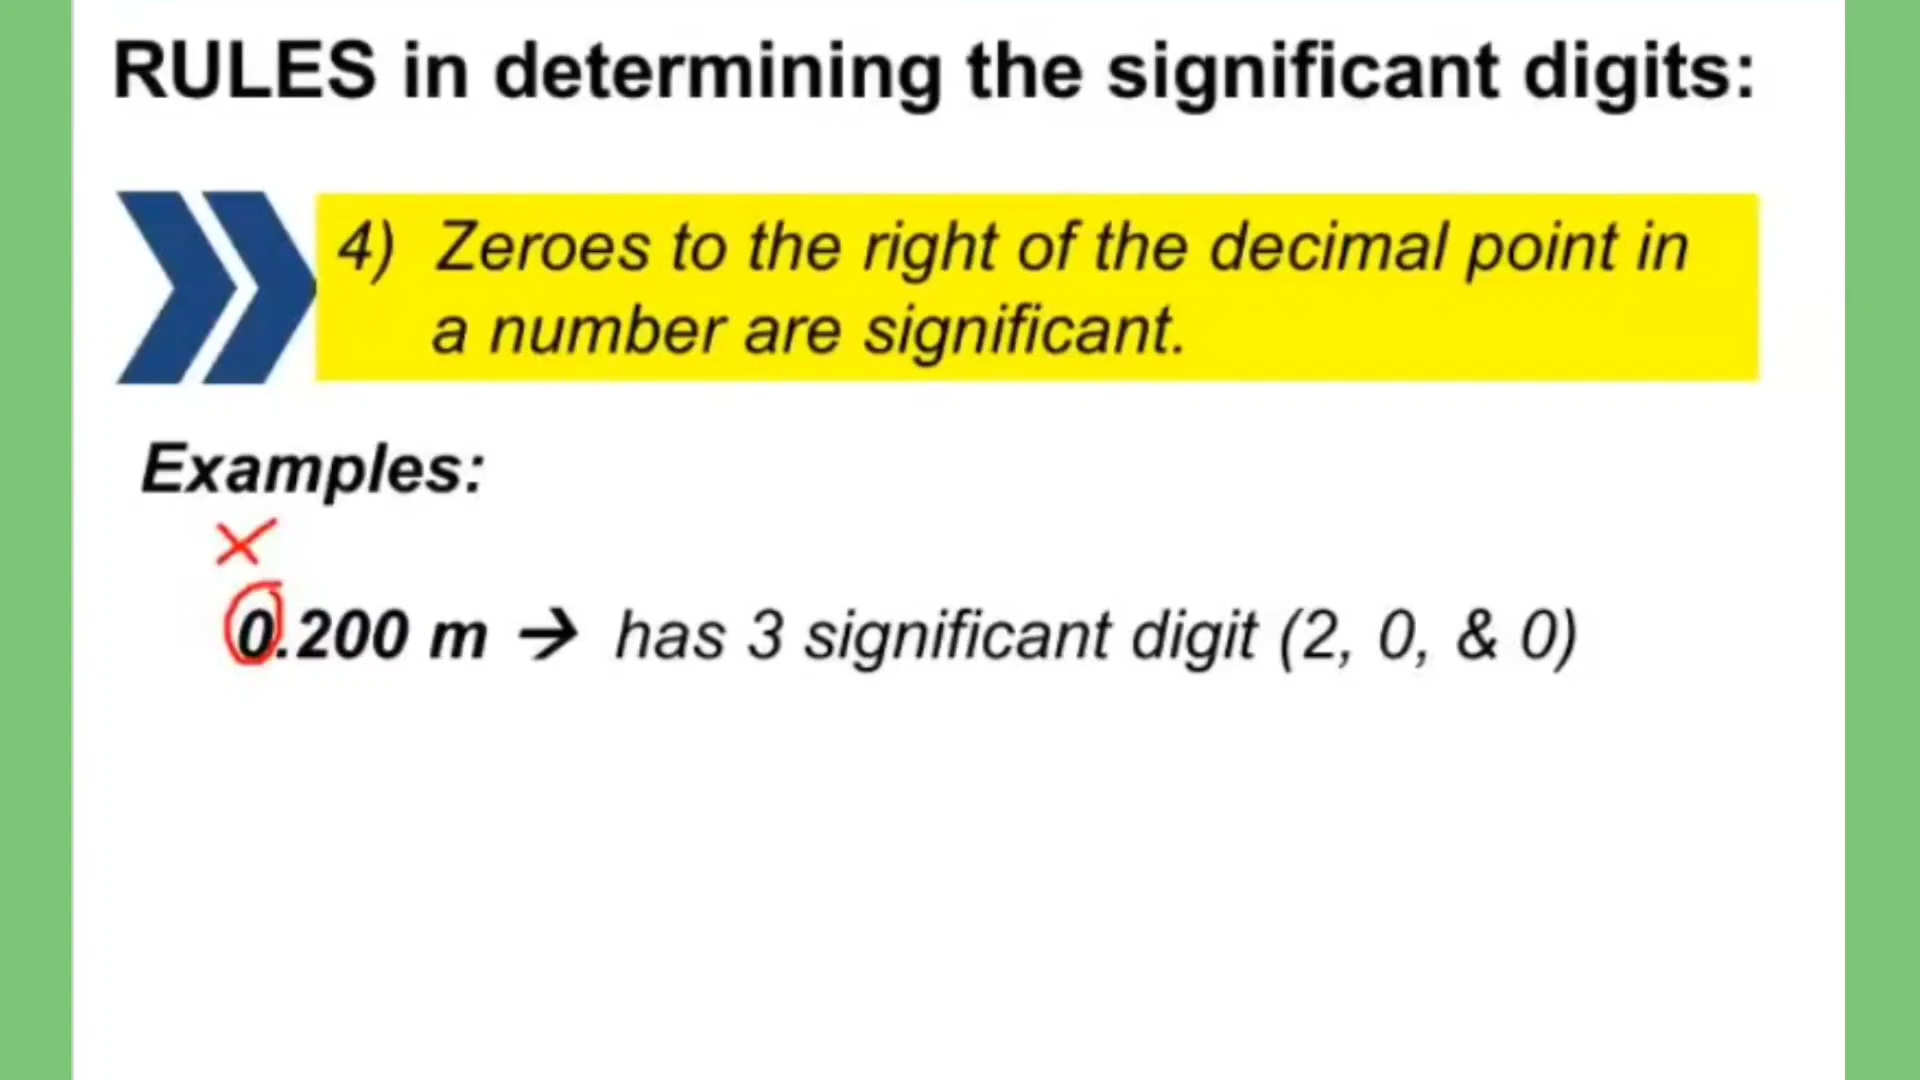 RULES in determining the significant digits:
4) Zeroes to the right of the decimal point in
a number are significant.
Examples:
0.200 m → has 3 significant digit (2, 0, & 0)